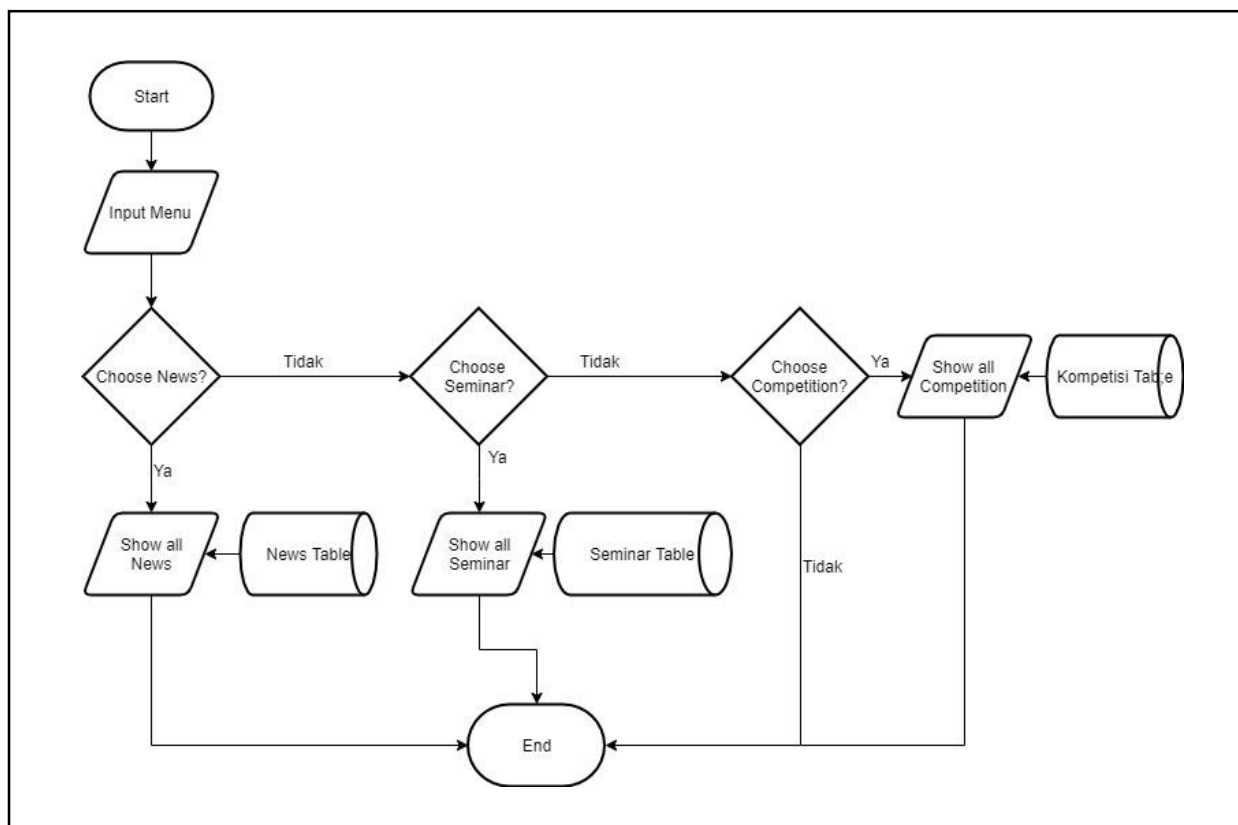 Start
Input Menu
Choose News?
Tidak
Choose
Seminar?
Tidak
Choose
Competition?
Ya
Show all
Competition
Kompetisi Tab;e
Ya
Ya
Show all
News
News Table
Show all
Seminar
Seminar Table
Tidak
End